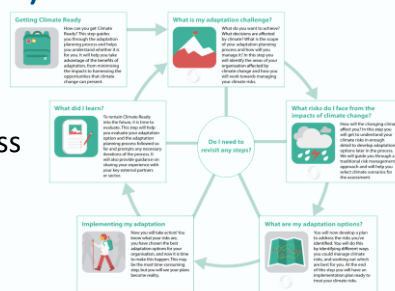 ss
Getting Climate Ready
How can you get Climate
Ready? This step guides
you through the adaptation
planning process and helps
you understand whether it is
for you. It will help you take
advantage of the benefits of
adaptation, from minimising
the impacts to harnessing the
opportunities that climate
change can present.
What is my adaptation challenge?
What do you want to achieve?
What decisions are affected
by climate? What is the scope
of your adaptation planning
process and how will you
manage it? In this step you
will identify the areas of your
organisation affected by
climate change and how you
will work towards managing
your climate risks.
What risks do I face from the
impacts of climate change?
How will the changing climate
affect you? In this step you
will get to understand your
climate risks in enough
detail to develop adaptation
options later in the process.
We will guide you through a
traditional risk management
approach and will help you
select climate scenarios for
the assessment.
What are my adaptation options?
You will now develop a plan
to address the risks you've
identified. You will do this
by identifying different ways
you could manage climate
risks, and working out which
are best for you. At the end
of this step you will have an
implementation plan ready to
treat your climate risks.
Implementing my adaptation
Now you will take action! You
know what your risks are,
you have chosen the best
adaptation options for your
organisation, and now it is time
to make this happen. This may
be the most time consuming
step, but you will see your plans
become reality.
What did I learn?
To remain Climate Ready
into the future, it is time to
evaluate. This step will help
you evaluate your adaptation
option and the adaptation
planning process followed so
far and prompt any necessary
iterations of the process. It
will also provide guidance on
sharing your experience with
your key external partners
or sector.
Do I need to
revisit any steps?